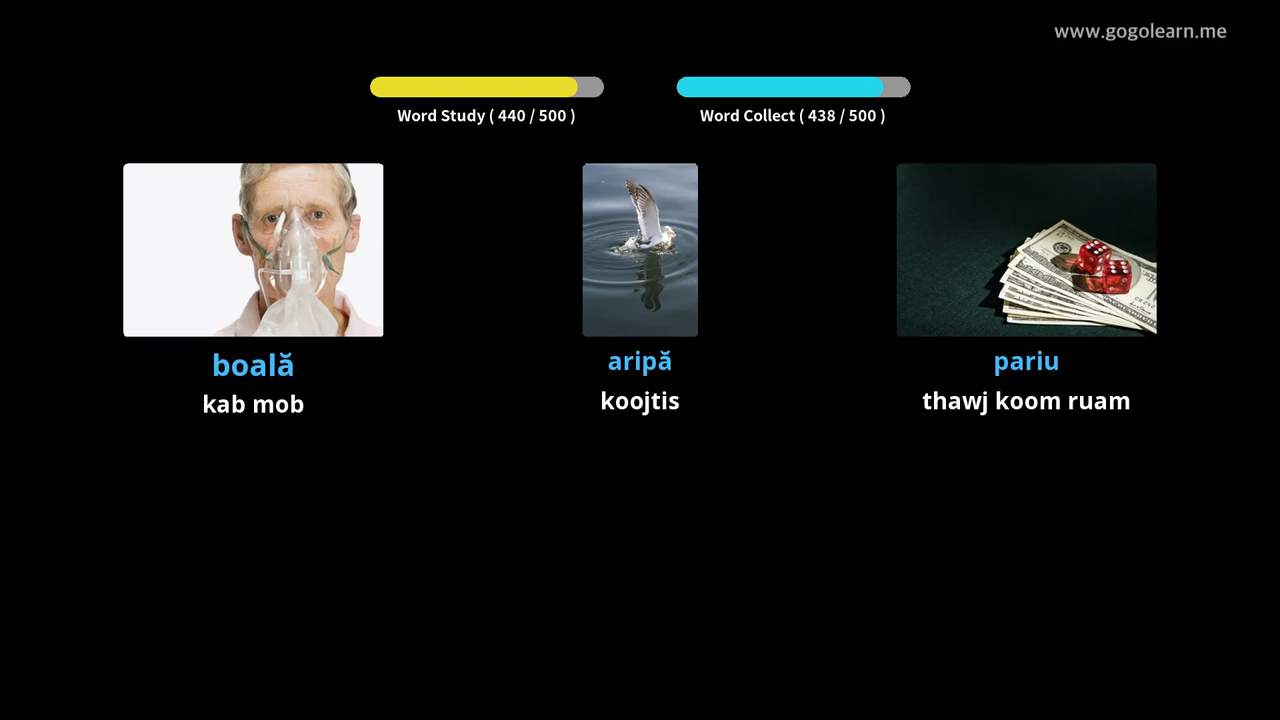 www.gogolearn.me
Word Study ( 440 / 500 )
Word Collect ( 438 / 500 )
boală
kab mob
aripă
koojtis
pariu
thawj koom ruam